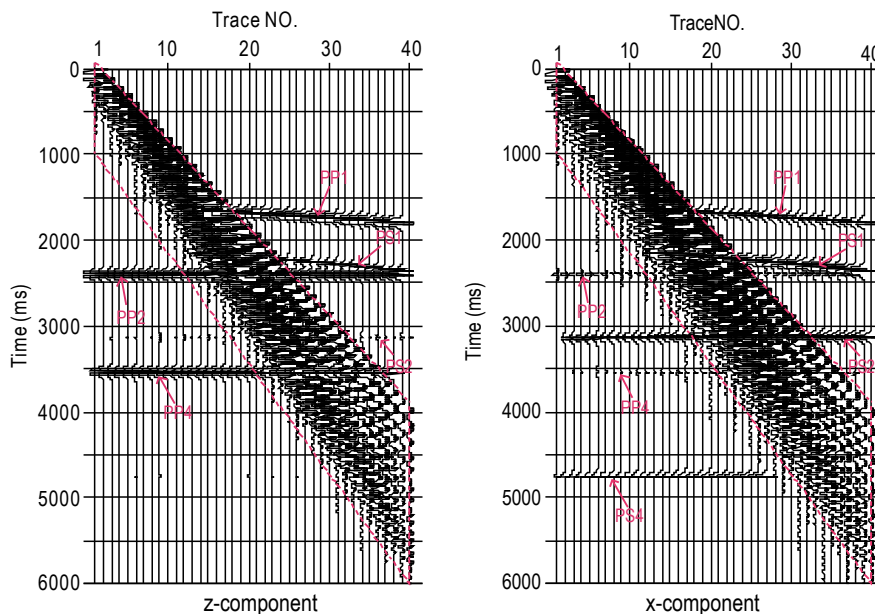 Trace NO.
1 10 20 30 40
0
1000
2000
3000
4000
5000
6000
Time (ms)
PP1
PS1
PP2
PS2
PP4
z-component
TraceNO.
1 10 20 30 40
0
1000
2000
3000
4000
5000
6000
Time (ms)
PP1
PS1
PP2
PS2
PP4
PS4
x-component